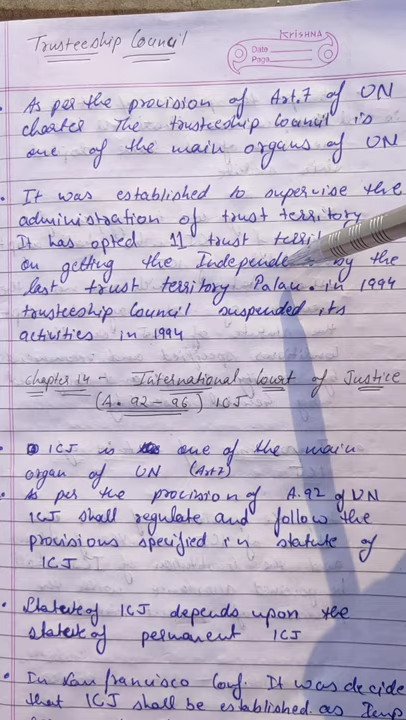 Trusteeship Council
KRISHNA
Date
Page
• As per the provision of Art.7 of UN
charter The trusteeship Council is
one of the main organs of UN
• It was established to supervise the
administration of trust territory
It has opted 11 trust
on getting the by the
last trust territory Palau. in 1994
trusteeship Council suspended its
activities in 1994
Chapter 14 - International Court of Justice
(A. 92-96) ICJ
• ICJ is one of the main
organ of UN (Art7)
• As per the provision of A.92 of UN
ICJ shall regulate and follow the
provisions specified in statute of
ICJ
• Statute of ICJ depends upon the
statute of permanent ICJ
• In San francisco Conf. It was decide
that ICJ shall be established as